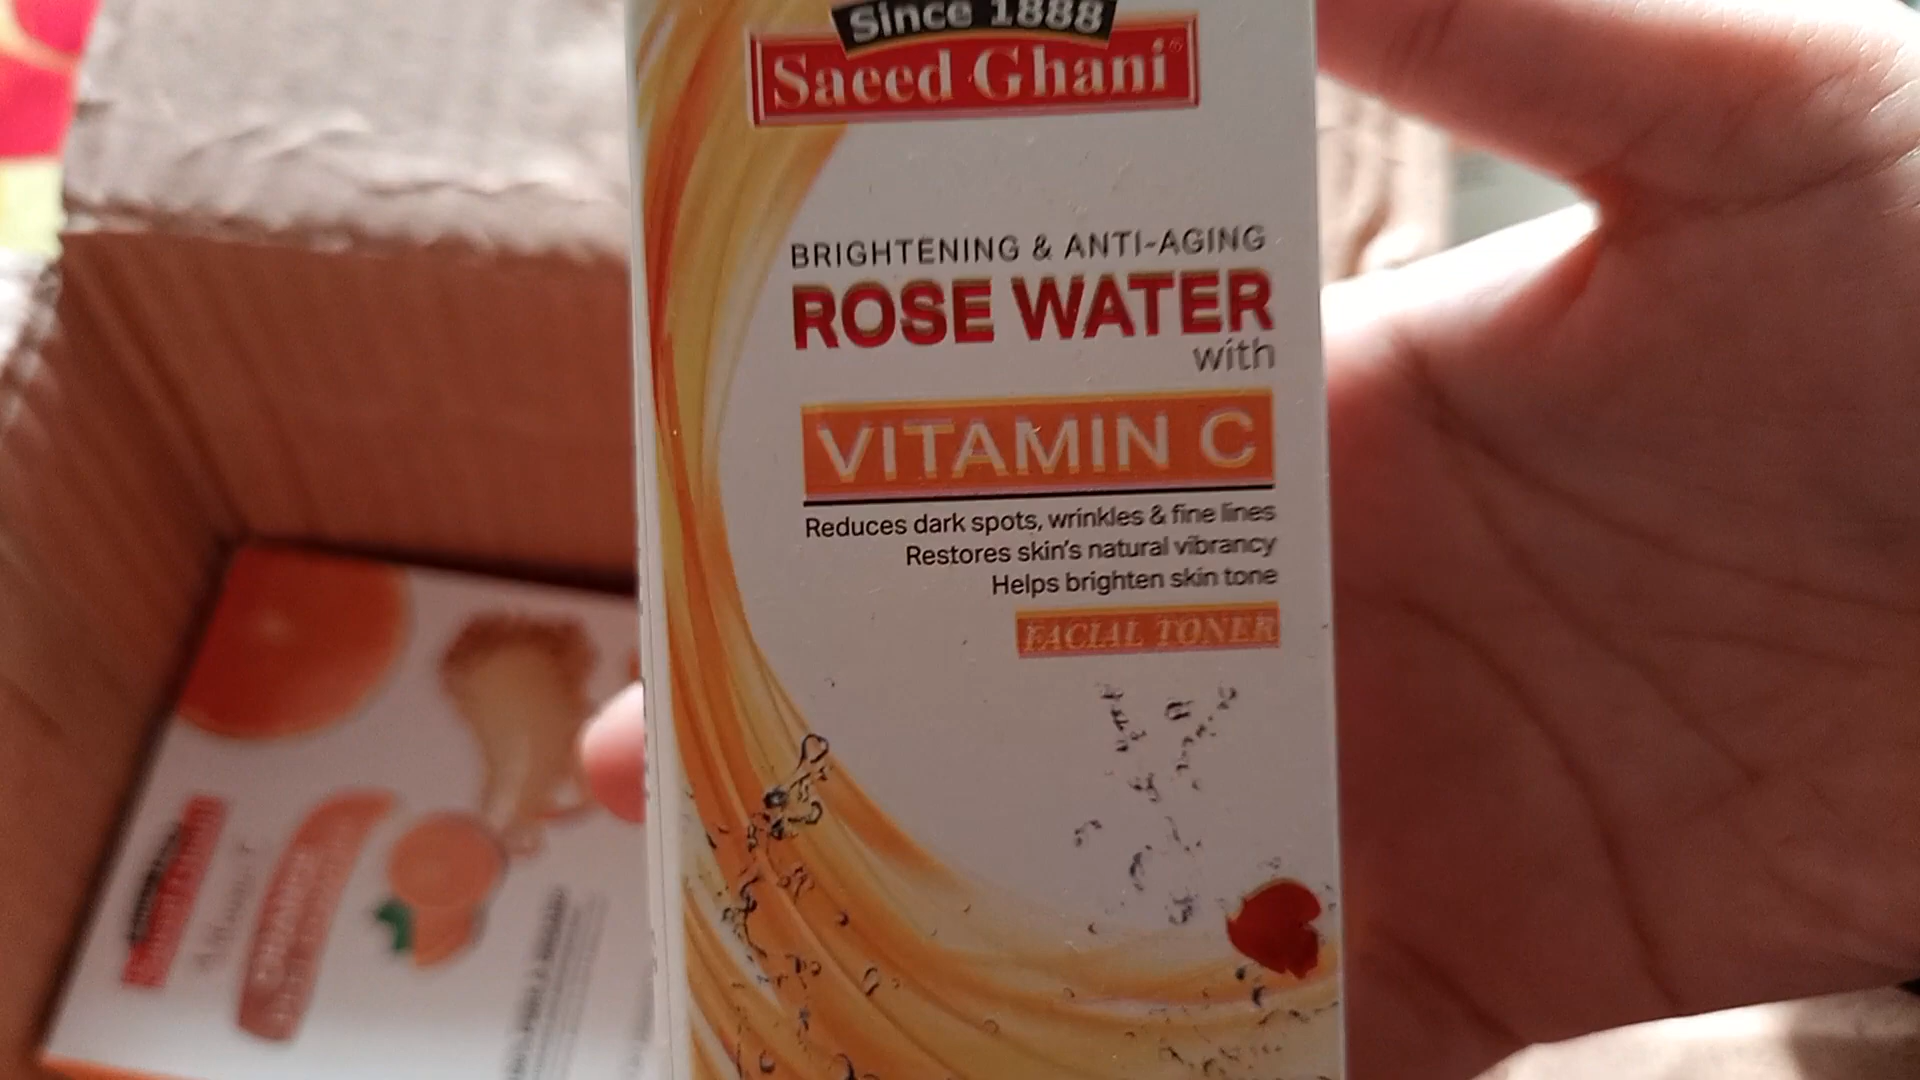 Since 1888
Saeed Ghani
BRIGHTENING & ANTI-AGING
ROSE WATER
with
VITAMIN C
Reduces dark spots, wrinkles & fine lines
Restores skin's natural vibrancy
Helps brighten skin tone
FACIAL TONER